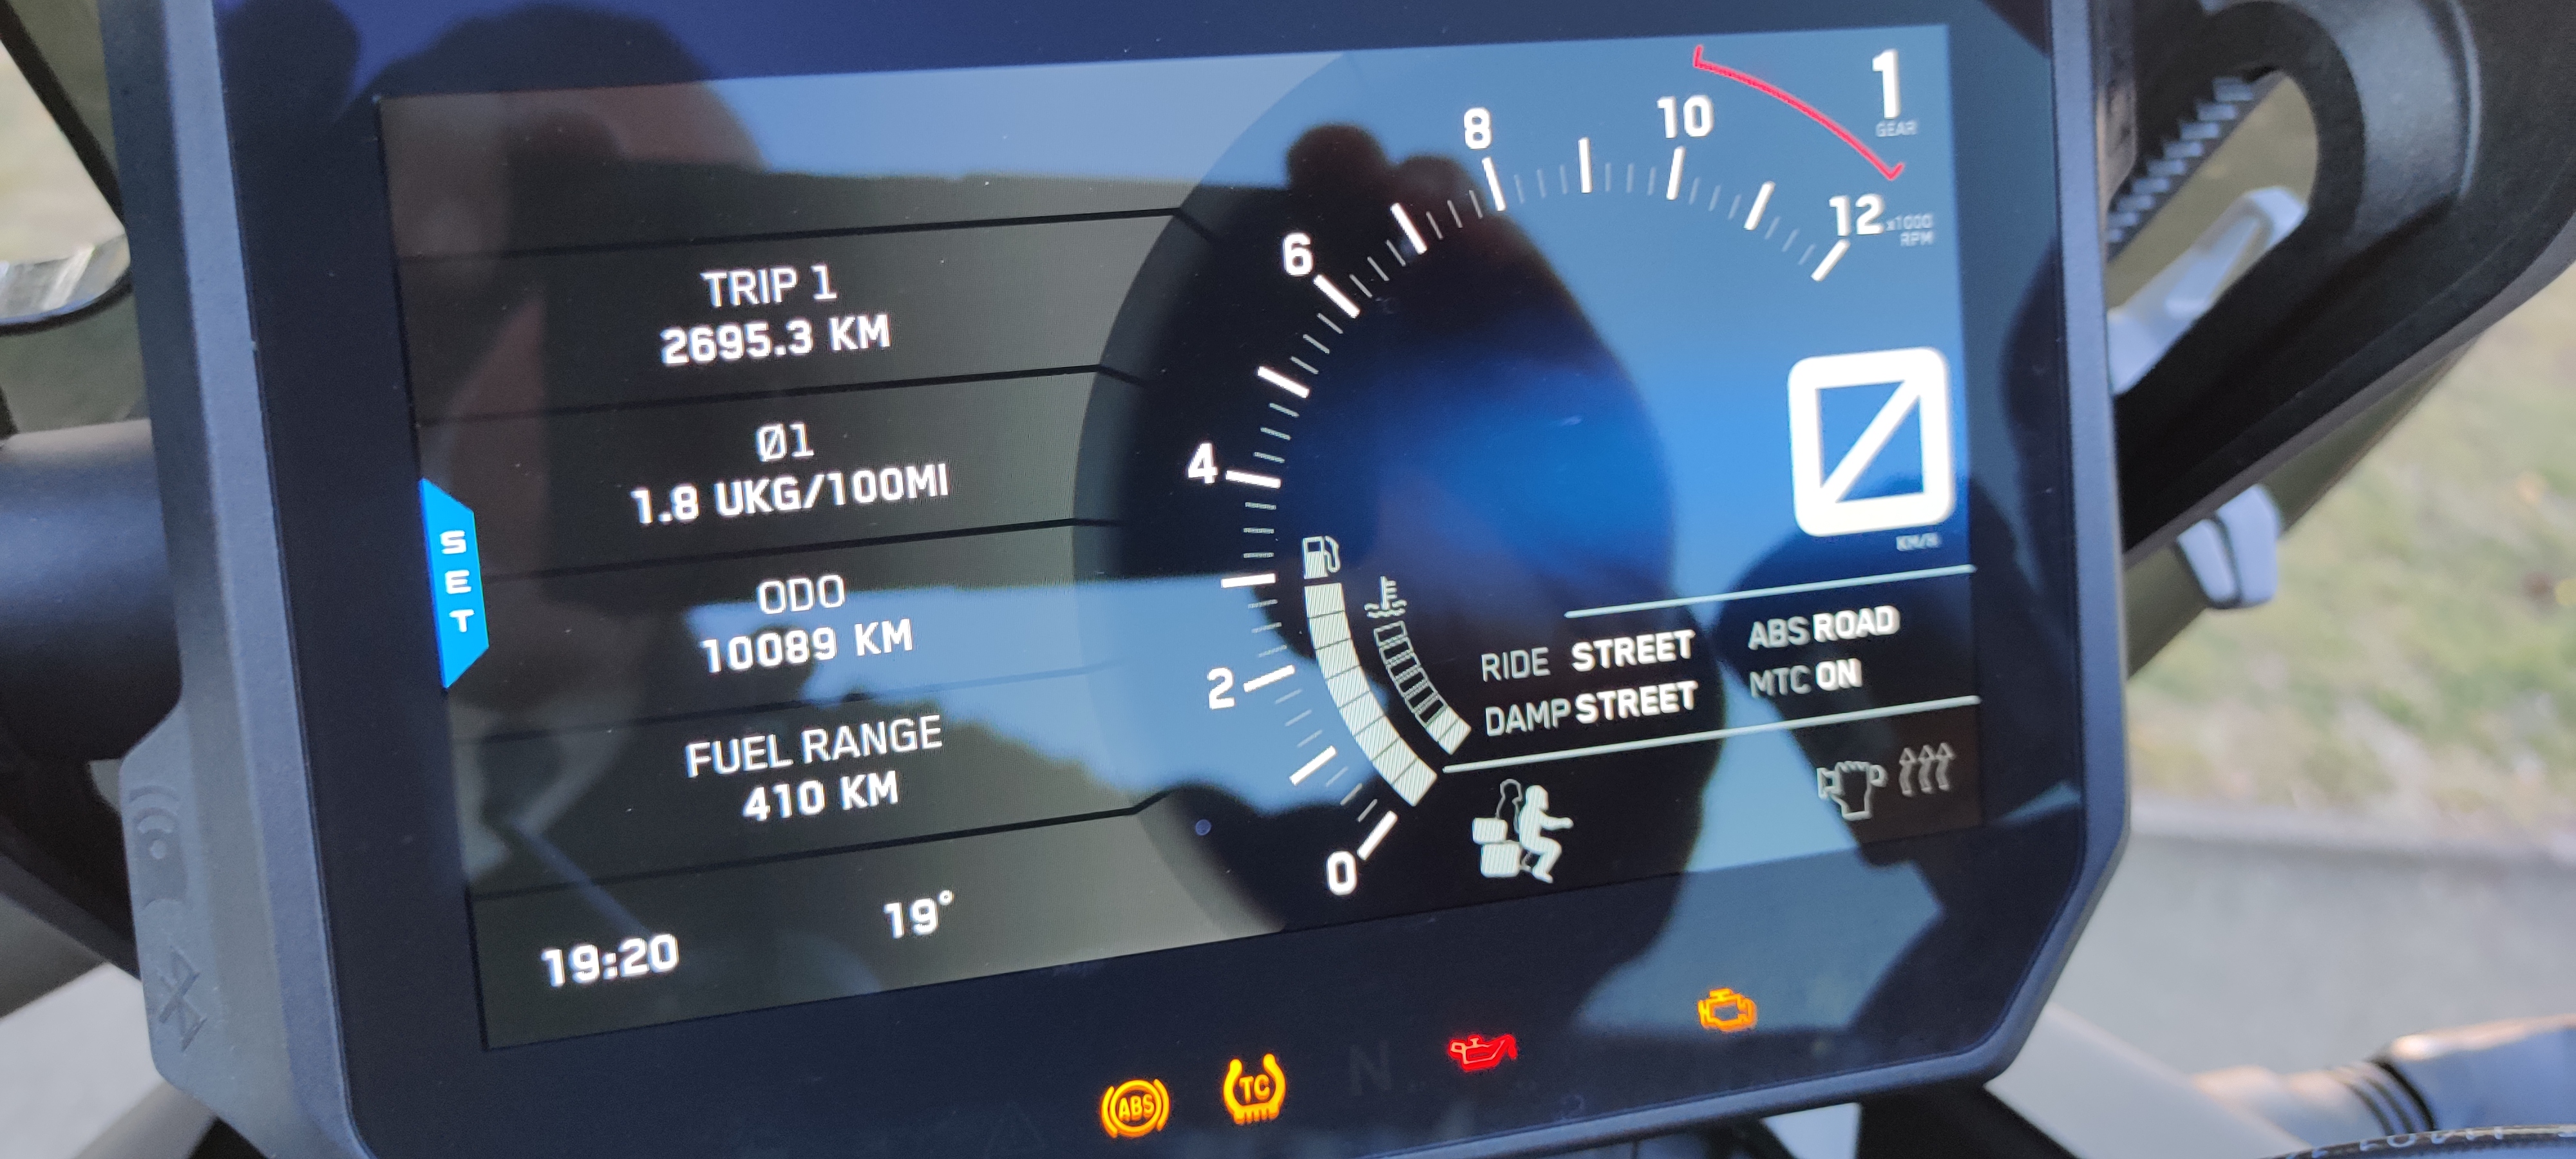 TRIP 1
2695.3 KM
Ø1
1.8 UKG/100MI
ODO
10089 KM
FUEL RANGE
410 KM
19:20
19°
SET
0
2
4
6
8
10
12
x1000
RPM
1
GEAR
0
KM/H
RIDE STREET
DAMP STREET
ABS ROAD
MTC ON
ABS
TC
N